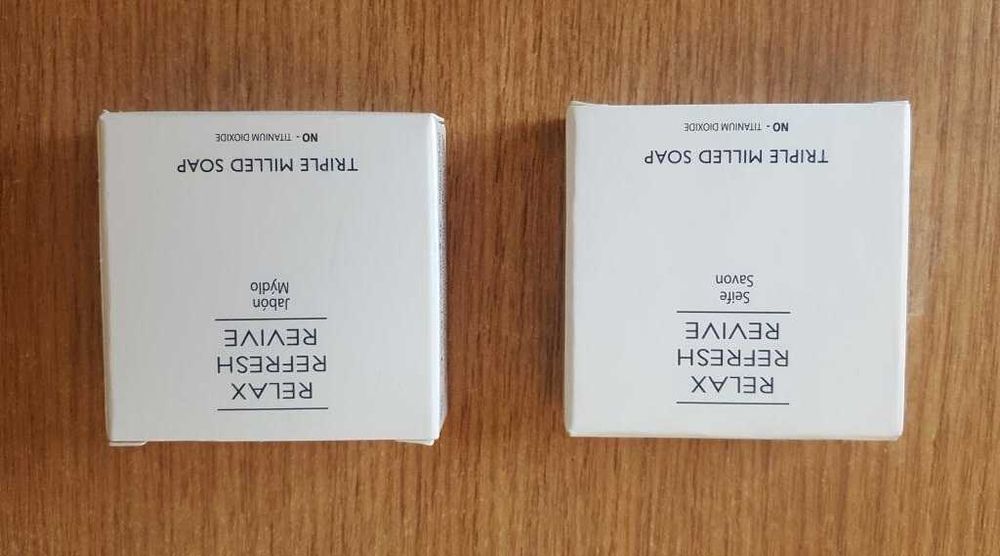 RELAX
REFRESH
REVIVE
Seife
Savon
TRIPLE MILLED SOAP
NO - TITANIUM DIOXIDE
RELAX
REFRESH
REVIVE
Jabón
Mýdlo
TRIPLE MILLED SOAP
NO - TITANIUM DIOXIDE